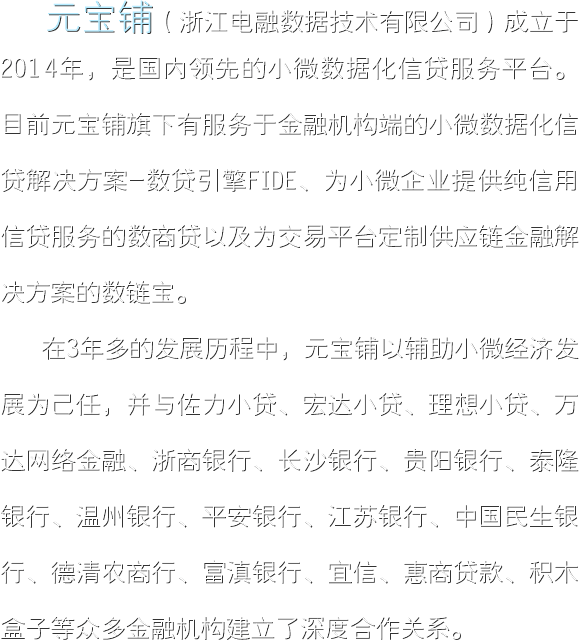 元宝铺（浙江电融数据技术有限公司）成立于
2014年，是国内领先的小微数据化信贷服务平台。
目前元宝铺旗下有服务于金融机构端的小微数据化信
贷解决方案-数贷引擎FIDE、为小微企业提供纯信用
信贷服务的数商贷以及为交易平台定制供应链金融解
决方案的数链宝。
在3年多的发展历程中，元宝铺以辅助小微经济发
展为己任，并与佐力小贷、宏达小贷、理想小贷、万
达网络金融、浙商银行、长沙银行、贵阳银行、泰隆
银行、温州银行、平安银行、江苏银行、中国民生银
行、德清农商行、富滇银行、宜信、惠商贷款、积木
盒子等众多金融机构建立了深度合作关系。